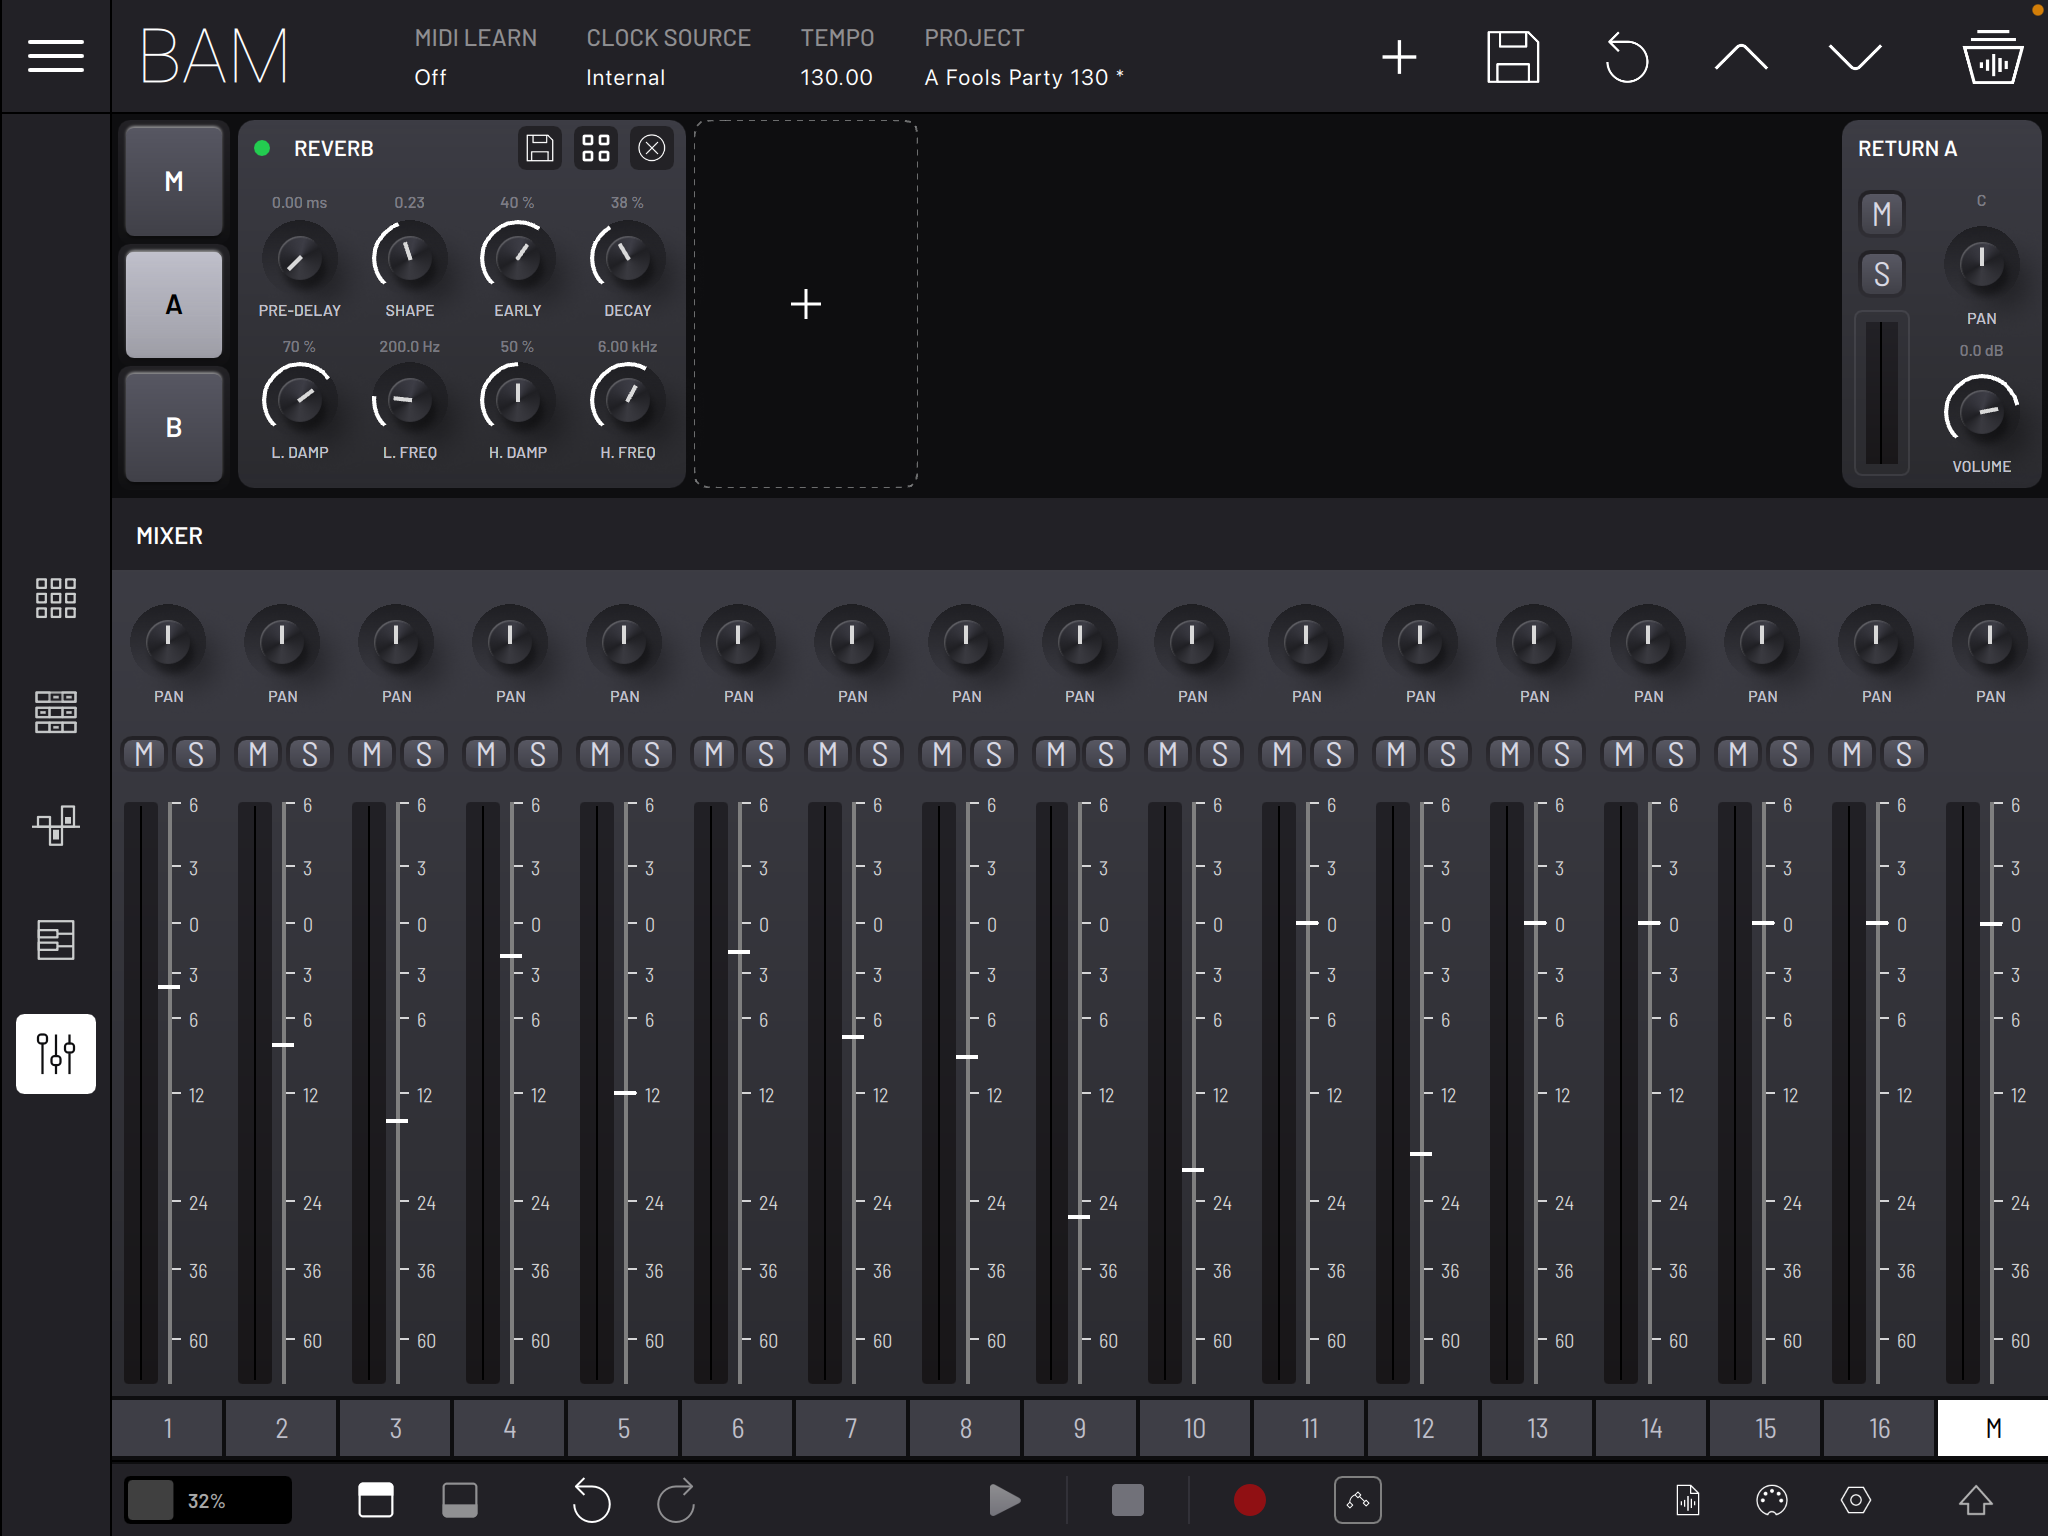 BAM
MIDI LEARN CLOCK SOURCE TEMPO PROJECT
Off Internal 130.00 A Fools Party 130 *
M
A
B
REVERB
0.00 ms 0.23 40 % 38 %
PRE-DELAY SHAPE EARLY DECAY
70 % 200.0 Hz 50 % 6.00 kHz
L. DAMP L. FREQ H. DAMP H. FREQ
RETURN A
M
C
S
PAN
0.0 dB
VOLUME
MIXER
PAN PAN PAN PAN PAN PAN PAN PAN PAN PAN PAN PAN PAN PAN PAN PAN PAN
M S M S M S M S M S M S M S M S M S M S M S M S M S M S M S M S
6 6 6 6 6 6 6 6 6 6 6 6 6 6 6 6 6
3 3 3 3 3 3 3 3 3 3 3 3 3 3 3 3 3
0 0 0 0 0 0 0 0 0 0 0 0 0 0 0 0 0
3 3 3 3 3 3 3 3 3 3 3 3 3 3 3 3 3
6 6 6 6 6 6 6 6 6 6 6 6 6 6 6 6 6
12 12 12 12 12 12 12 12 12 12 12 12 12 12 12 12 12
24 24 24 24 24 24 24 24 24 24 24 24 24 24 24 24 24
36 36 36 36 36 36 36 36 36 36 36 36 36 36 36 36 36
60 60 60 60 60 60 60 60 60 60 60 60 60 60 60 60 60
1 2 3 4 5 6 7 8 9 10 11 12 13 14 15 16 M
32%